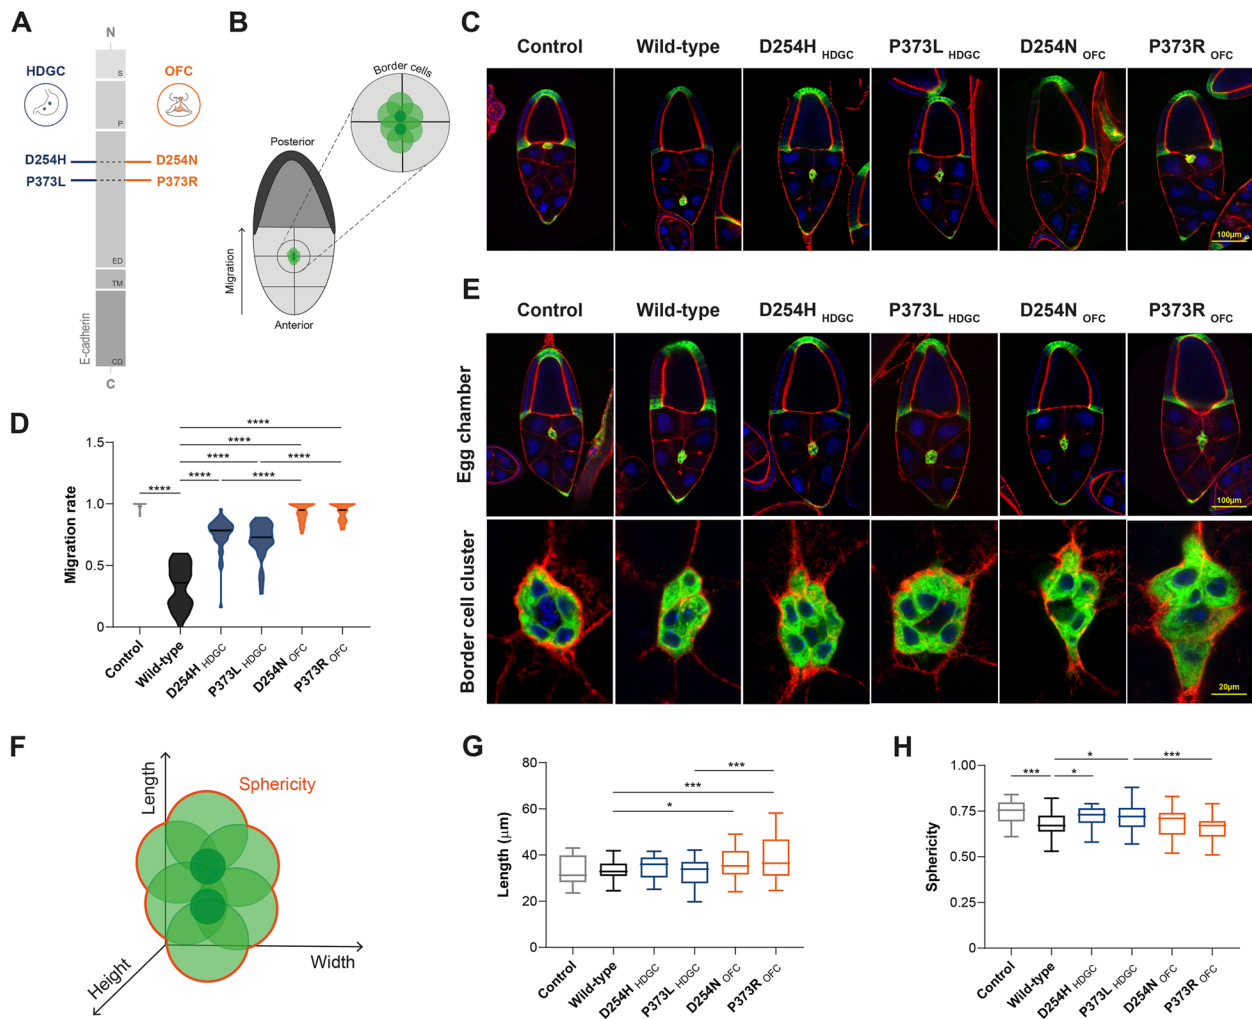 A
N
HDGC
OFC
S
P
D254H
D254N
P373L
P373R
ED
TM
CD
E-cadherin
C
B
Border cells
Posterior
Migration
Anterior
C
Control
Wild-type
D254H HDGC
P373L HDGC
D254N OFC
P373R OFC
100µm
D
Migration rate
1.5
1.0
0.5
0
****
****
****
****
****
****
****
Control
Wild-type
D254H HDGC
P373L HDGC
D254N OFC
P373R OFC
E
Control
Wild-type
D254H HDGC
P373L HDGC
D254N OFC
P373R OFC
Egg chamber
100µm
Border cell cluster
20µm
F
Length
Sphericity
Width
Height
G
Length (µm)
80
60
40
20
0
***
***
*
Control
Wild-type
D254H HDGC
P373L HDGC
D254N OFC
P373R OFC
H
Sphericity
1.00
0.75
0.50
0.25
0
*
***
***
*
Control
Wild-type
D254H HDGC
P373L HDGC
D254N OFC
P373R OFC